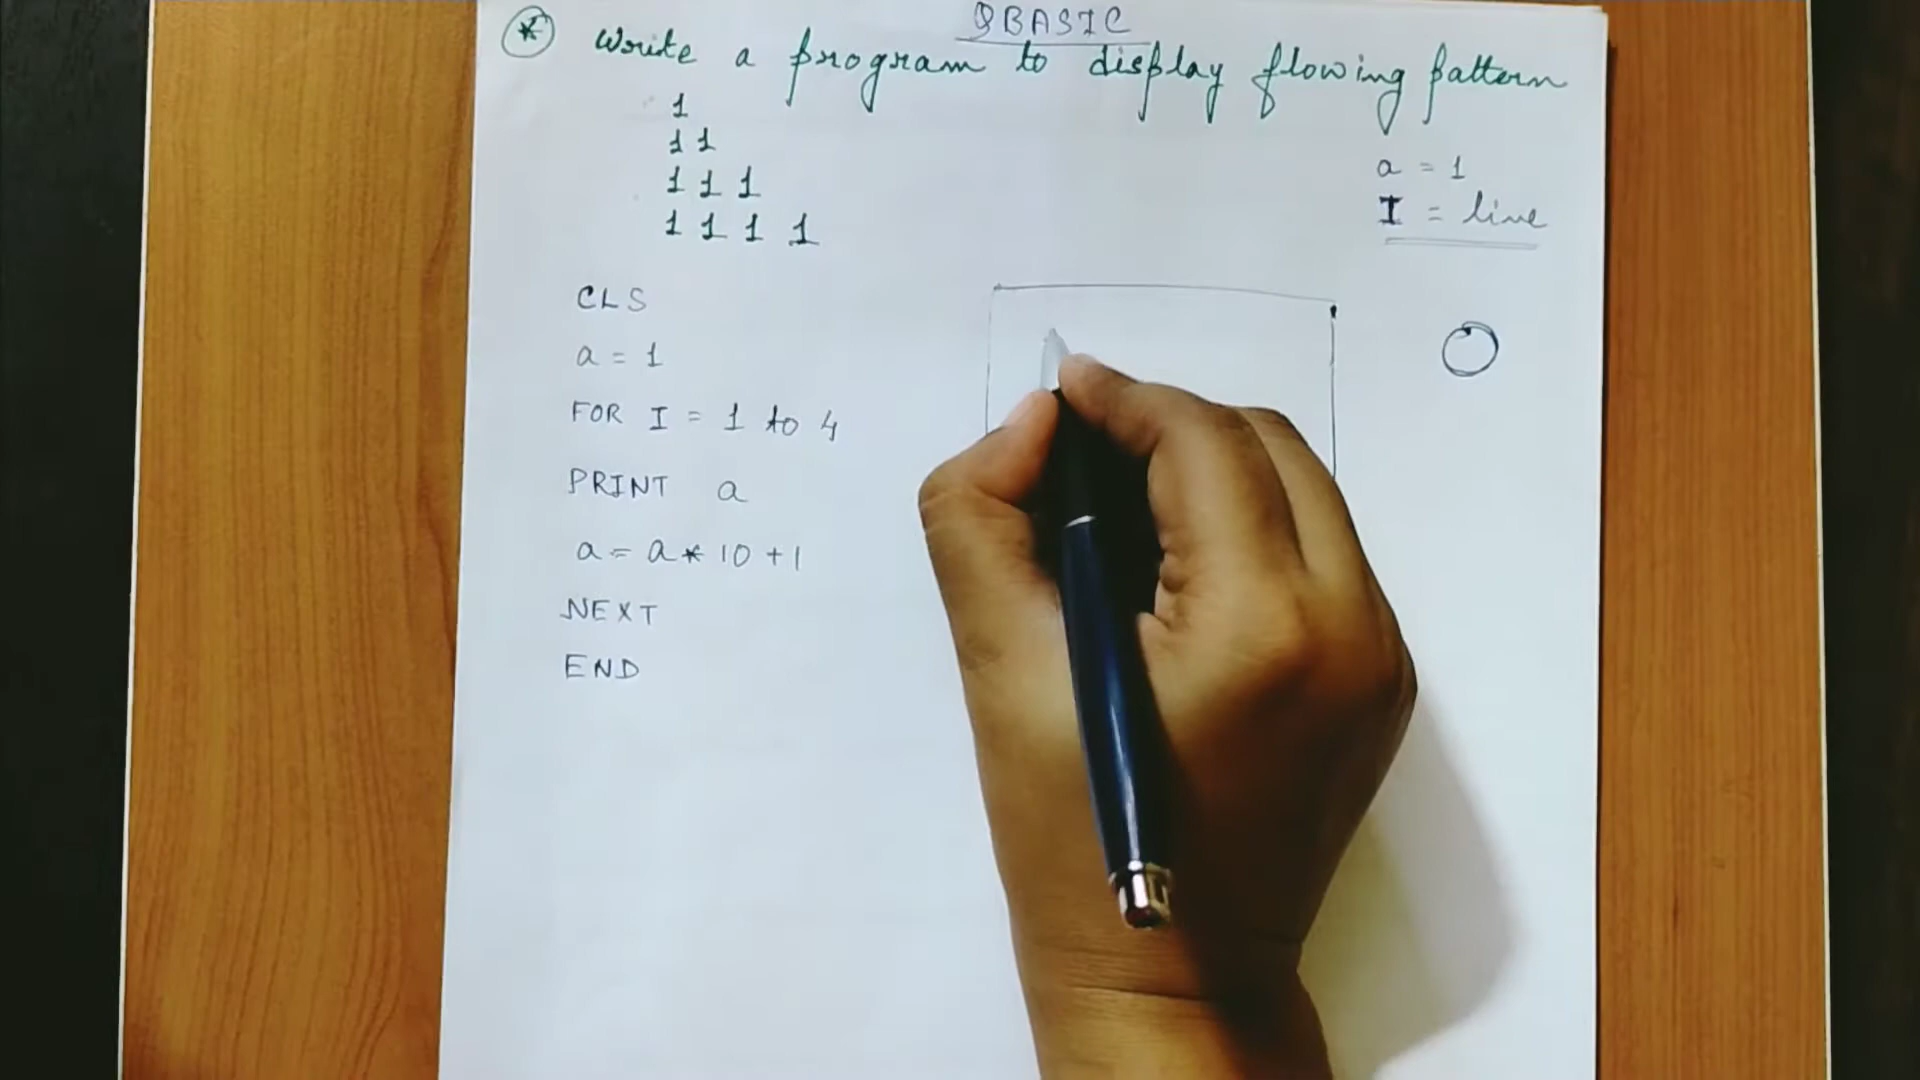 QBASIC
* Write a program to display flowing pattern
1
1 1
1 1 1
1 1 1 1
a = 1
I = line
CLS
a = 1
FOR I = 1 to 4
PRINT a
a = a * 10 + 1
NEXT
END